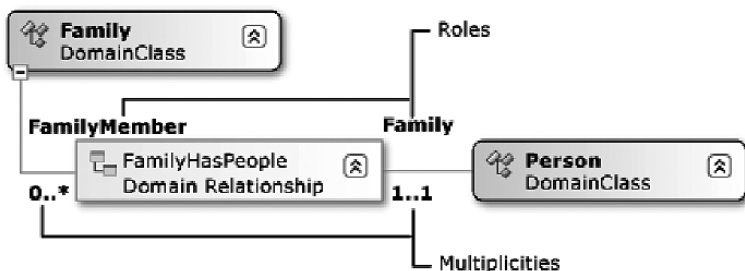 Family
DomainClass
Roles
FamilyMember
Family
FamilyHasPeople
Domain Relationship
Person
DomainClass
0..*
1..1
Multiplicities